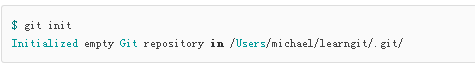 $ git init
Initialized empty Git repository in /Users/michael/learngit/.git/